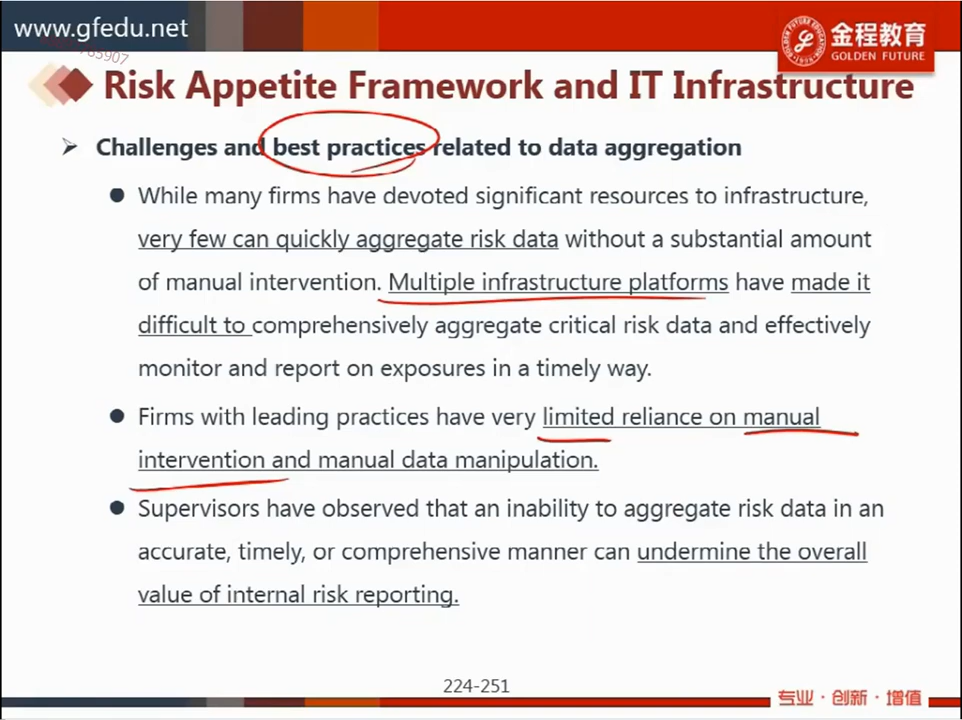 www.gfedu.net
765907
金程教育
GOLDEN FUTURE
Risk Appetite Framework and IT Infrastructure
Challenges and best practices related to data aggregation
While many firms have devoted significant resources to infrastructure,
very few can quickly aggregate risk data without a substantial amount
of manual intervention. Multiple infrastructure platforms have made it
difficult to comprehensively aggregate critical risk data and effectively
monitor and report on exposures in a timely way.
Firms with leading practices have very limited reliance on manual
intervention and manual data manipulation.
Supervisors have observed that an inability to aggregate risk data in an
accurate, timely, or comprehensive manner can undermine the overall
value of internal risk reporting.
224-251
专业·创新·增值